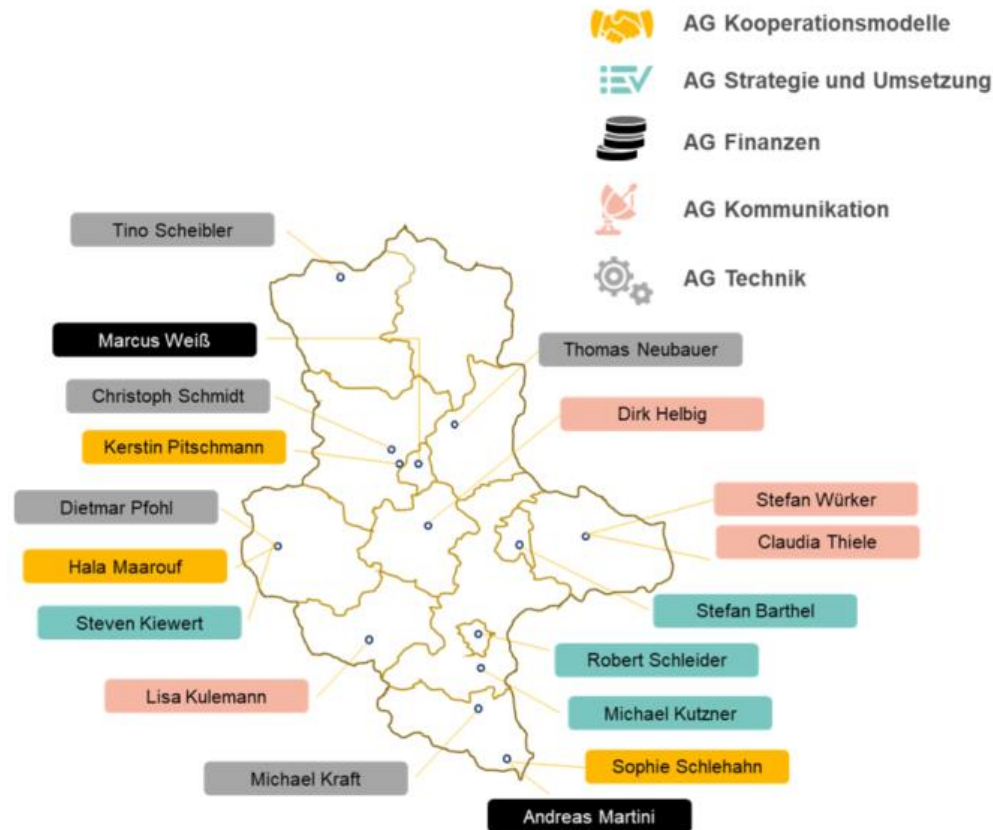 AG Kooperationsmodelle
AG Strategie und Umsetzung
AG Finanzen
AG Kommunikation
AG Technik
Tino Scheibler
Marcus Weiß
Thomas Neubauer
Christoph Schmidt
Dirk Helbig
Kerstin Pitschmann
Dietmar Pfohl
Stefan Würker
Claudia Thiele
Hala Maarouf
Steven Kiewert
Stefan Barthel
Robert Schleider
Lisa Kulemann
Michael Kutzner
Sophie Schlehahn
Michael Kraft
Andreas Martini